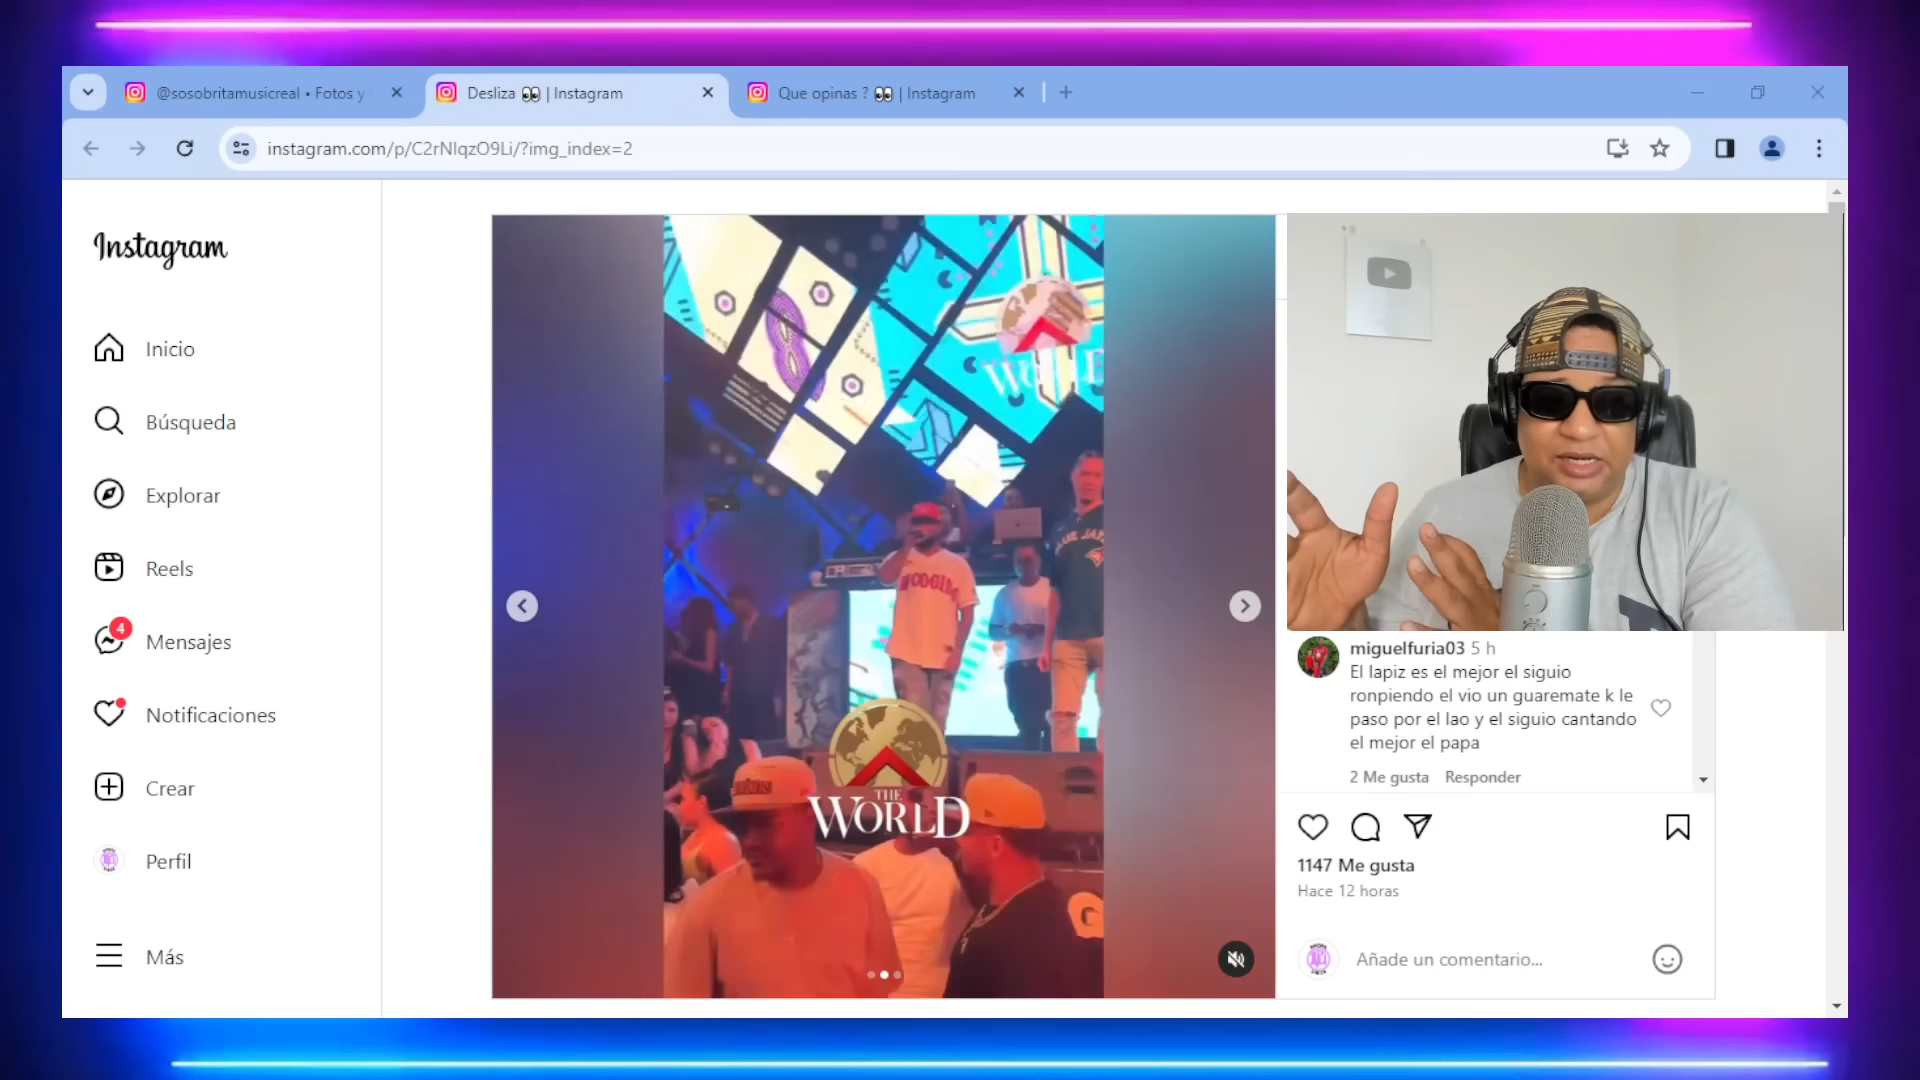 @sosobritamusicreal • Fotos y
Desliza 👀 | Instagram
Que opinas ? 👀 | Instagram
instagram.com/p/C2rNlqzO9Li/?img_index=2
Instagram
Inicio
Búsqueda
Explorar
Reels
4
Mensajes
Notificaciones
Crear
Perfil
Más
WORLD
BLUE JAYS
THE
WORLD
G
miguelfuria03 5 h
El lapiz es el mejor el siguio
ronpiendo el vio un guaremate k le
paso por el lao y el siguio cantando
el mejor el papa
2 Me gusta Responder
1147 Me gusta
Hace 12 horas
Añade un comentario...